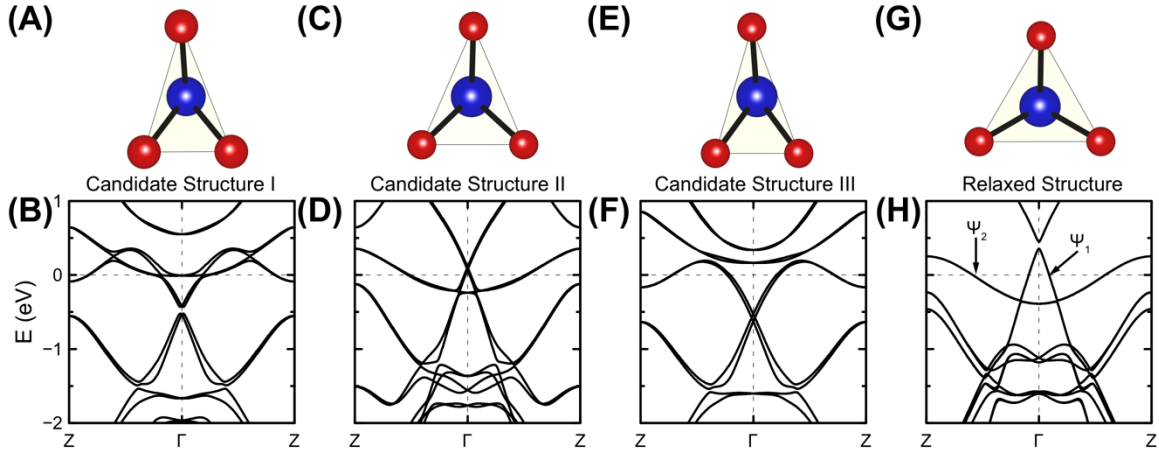 (A) (C) (E) (G)
Candidate Structure I Candidate Structure II Candidate Structure III Relaxed Structure
(B) (D) (F) (H)
1
0
−1
−2
E (eV)
Ψ2 Ψ1
Z Γ Z Z Γ Z Z Γ Z Z Γ Z